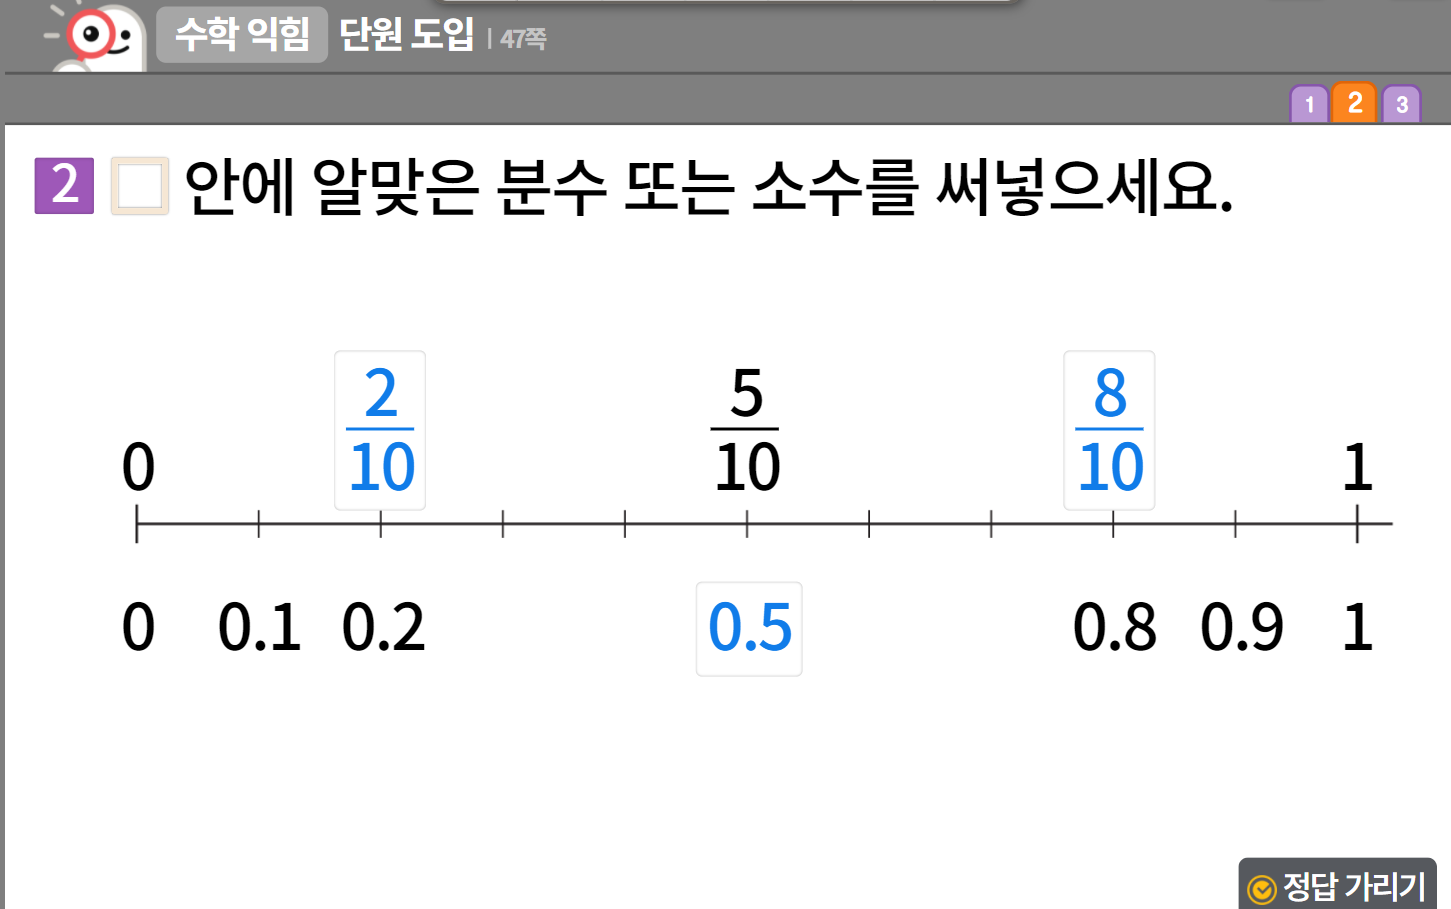 수학 익힘 단원 도입 | 47쪽
1 2 3
2 □ 안에 알맞은 분수 또는 소수를 써넣으세요.
0 2/10 5/10 8/10 1
0 0.1 0.2 0.5 0.8 0.9 1
정답 가리기